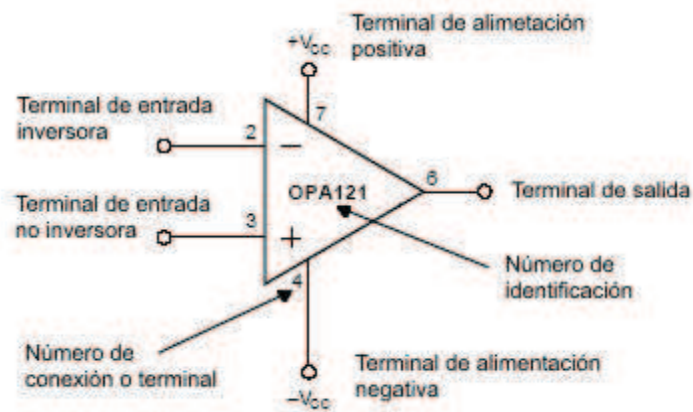 Terminal de alimetación
positiva
+Vcc
7
Terminal de entrada
inversora
2
−
OPA121
6
Terminal de salida
Terminal de entrada
no inversora
3
+
4
Número de
identificación
Número de
conexión o terminal
Terminal de alimentación
negativa
−Vcc